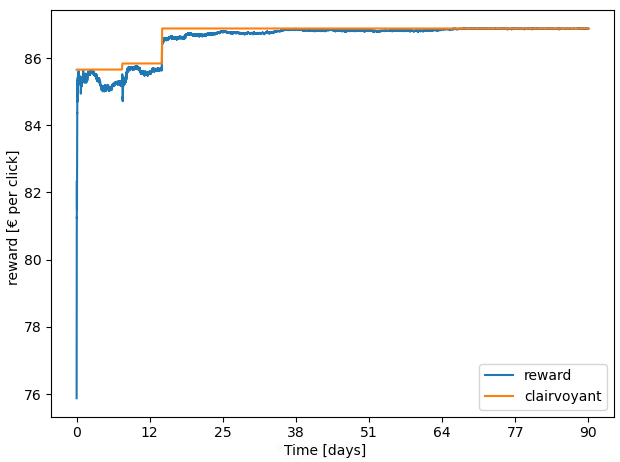 86
84
82
80
78
76
reward [€ per click]
reward
clairvoyant
0 12 25 38 51 64 77 90
Time [days]